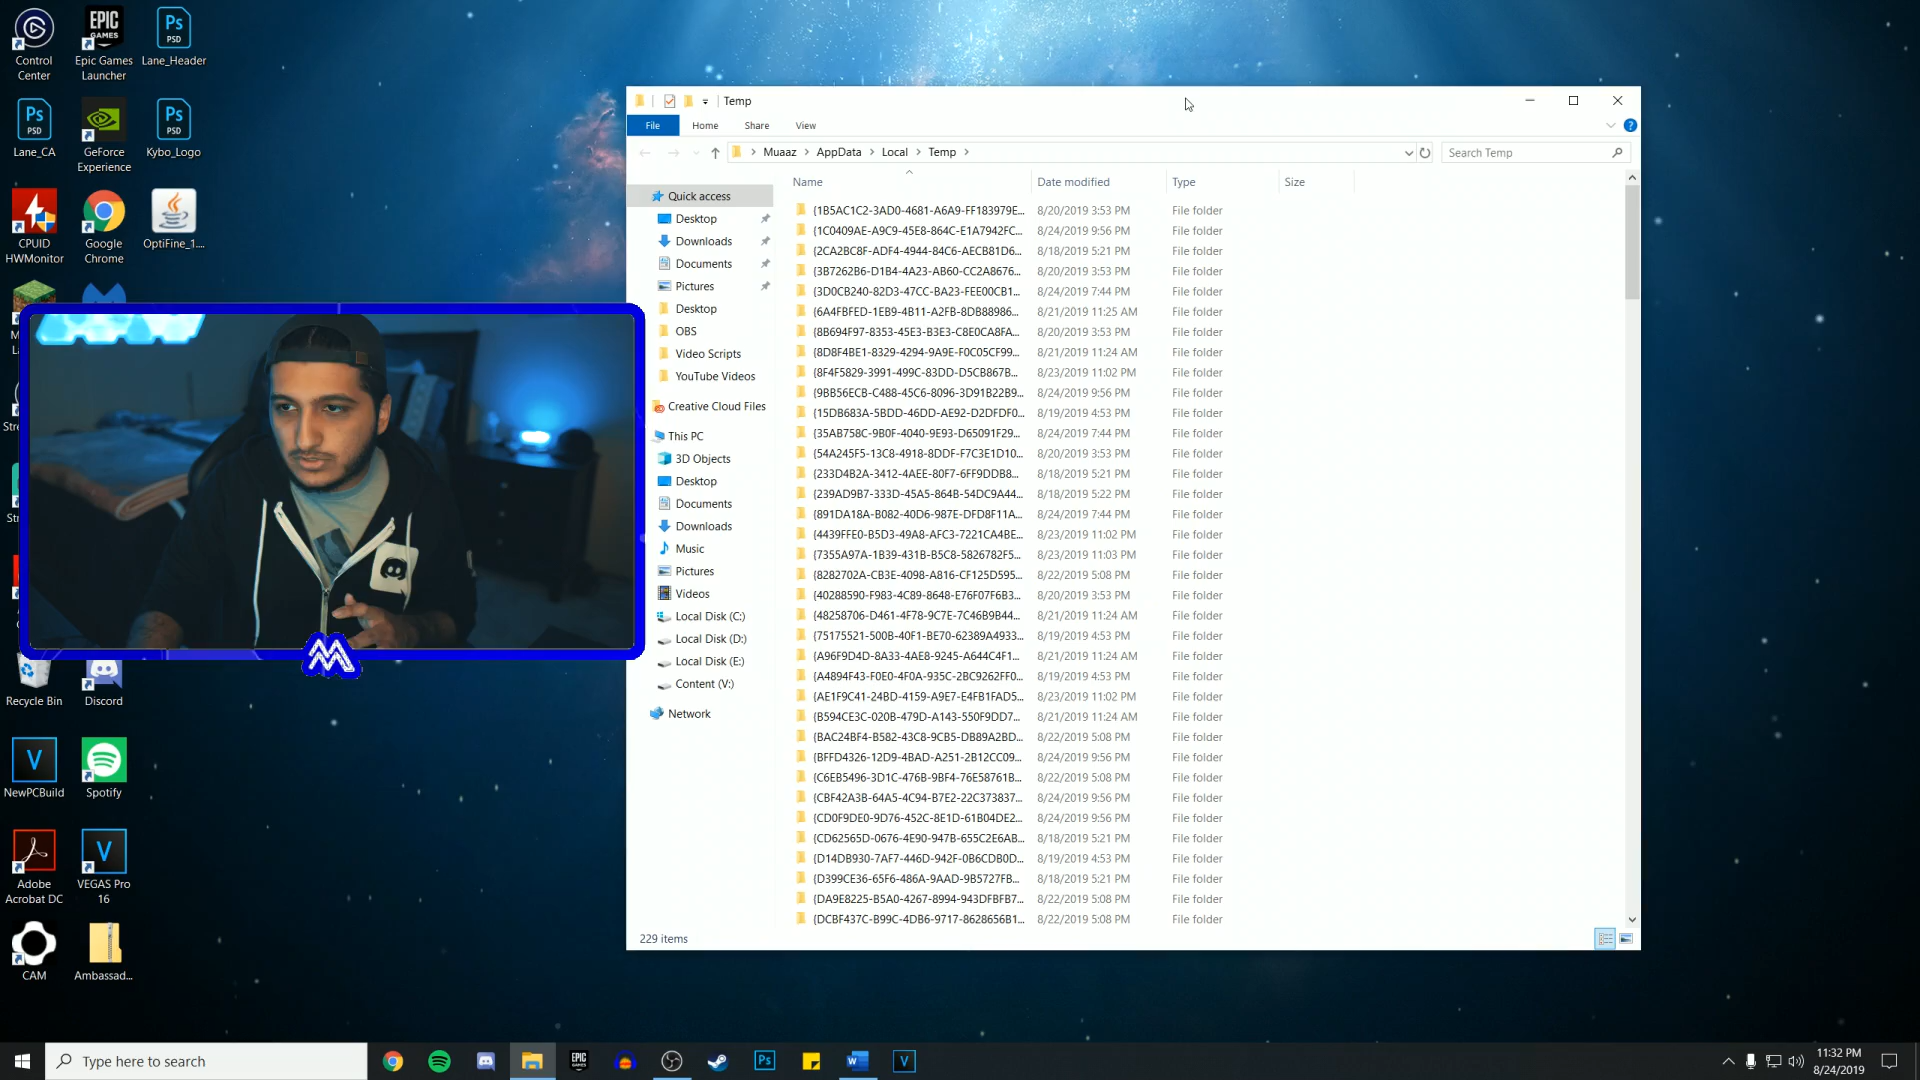 Control
Center
EPIC
GAMES
Epic Games
Launcher
Ps
PSD
Lane_Header
Ps
PSD
Lane_CA
GeForce
Experience
Ps
PSD
Kybo_Logo
CPUID
HWMonitor
Google
Chrome
OptiFine_1....
Recycle Bin
Discord
V
NewPCBuild
Spotify
Adobe
Acrobat DC
V
VEGAS Pro
16
CAM
Ambassad...
Temp
File
Home
Share
View
Muaaz
AppData
Local
Temp
Search Temp
Quick access
Desktop
Downloads
Documents
Pictures
Desktop
OBS
Video Scripts
YouTube Videos
Creative Cloud Files
This PC
3D Objects
Desktop
Documents
Downloads
Music
Pictures
Videos
Local Disk (C:)
Local Disk (D:)
Local Disk (E:)
Content (V:)
Network
Name Date modified Type Size
{1B5AC1C2-3AD0-4681-A6A9-FF183979E... 8/20/2019 3:53 PM File folder
{1C0409AE-A9C9-45E8-864C-E1A7942FC... 8/24/2019 9:56 PM File folder
{2CA2BC8F-ADF4-4944-84C6-AECB81D6... 8/18/2019 5:21 PM File folder
{3B7262B6-D1B4-4A23-AB60-CC2A8676... 8/20/2019 3:53 PM File folder
{3D0CB240-82D3-47CC-BA23-FEE00CB1... 8/24/2019 7:44 PM File folder
{6A4FBFED-1EB9-4B11-A2FB-8DB88986... 8/21/2019 11:25 AM File folder
{8B694F97-8353-45E3-B3E3-C8E0CA8FA... 8/20/2019 3:53 PM File folder
{8D8F4BE1-8329-4294-9A9E-F0C05CF99... 8/21/2019 11:24 AM File folder
{8F4F5829-3991-499C-83DD-D5CB867B... 8/23/2019 11:02 PM File folder
{9BB56ECB-C488-45C6-8096-3D91B22B9... 8/24/2019 9:56 PM File folder
{15DB683A-5BDD-46DD-AE92-D2DFDF0... 8/19/2019 4:53 PM File folder
{35AB758C-9B0F-4040-9E93-D65091F29... 8/24/2019 7:44 PM File folder
{54A245F5-13C8-4918-8DDF-F7C3E1D10... 8/20/2019 3:53 PM File folder
{233D4B2A-3412-4AEE-80F7-6FF9DDB8... 8/18/2019 5:21 PM File folder
{239AD9B7-333D-45A5-864B-54DC9A44... 8/18/2019 5:22 PM File folder
{891DA18A-B082-40D6-987E-DFD8F11A... 8/24/2019 7:44 PM File folder
{4439FFE0-B5D3-49A8-AFC3-7221CA4BE... 8/23/2019 11:02 PM File folder
{7355A97A-1B39-431B-B5C8-5826782F5... 8/23/2019 11:03 PM File folder
{8282702A-CB3E-4098-A816-CF125D595... 8/22/2019 5:08 PM File folder
{40288590-F983-4C89-8648-E76F07F6B3... 8/20/2019 3:53 PM File folder
{48258706-D461-4F78-9C7E-7C46B9B44... 8/21/2019 11:24 AM File folder
{75175521-500B-40F1-BE70-62389A4933... 8/19/2019 4:53 PM File folder
{A96F9D4D-8A33-4AE8-9245-A644C4F1... 8/21/2019 11:24 AM File folder
{A4894F43-F0E0-4F0A-935C-2BC9262FF0... 8/19/2019 4:53 PM File folder
{AE1F9C41-24BD-4159-A9E7-E4FB1FAD5... 8/23/2019 11:02 PM File folder
{B594CE3C-020B-479D-A143-550F9DD7... 8/21/2019 11:24 AM File folder
{BAC24BF4-B582-43C8-9CB5-DB89A2BD... 8/22/2019 5:08 PM File folder
{BFFD4326-12D9-4BAD-A251-2B12CC09... 8/24/2019 9:56 PM File folder
{C6EB5496-3D1C-476B-9BF4-76E58761B... 8/22/2019 5:08 PM File folder
{CBF42A3B-64A5-4C94-B7E2-22C373837... 8/24/2019 9:56 PM File folder
{CD0F9DE0-9D76-452C-8E1D-61B04DE2... 8/24/2019 9:56 PM File folder
{CD62565D-0676-4E90-947B-655C2E6AB... 8/18/2019 5:21 PM File folder
{D14DB930-7AF7-446D-942F-0B6CDB0D... 8/19/2019 4:53 PM File folder
{D399CE36-65F6-486A-9AAD-9B5727FB... 8/18/2019 5:21 PM File folder
{DA9E8225-B5A0-4267-8994-943DFBFB7... 8/22/2019 5:08 PM File folder
{DCBF437C-B99C-4DB6-9717-8628656B1... 8/22/2019 5:08 PM File folder
229 items
Type here to search
11:32 PM
8/24/2019